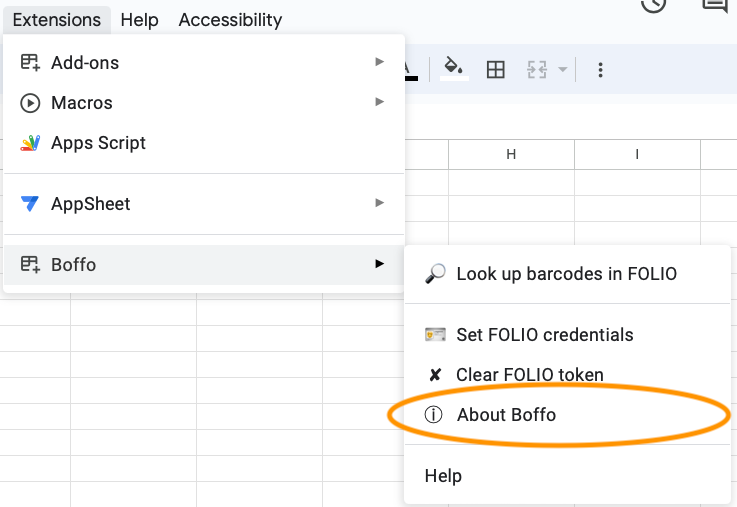 Extensions Help Accessibility
Add-ons
Macros
Apps Script
AppSheet
Boffo
H I
Look up barcodes in FOLIO
Set FOLIO credentials
Clear FOLIO token
About Boffo
Help